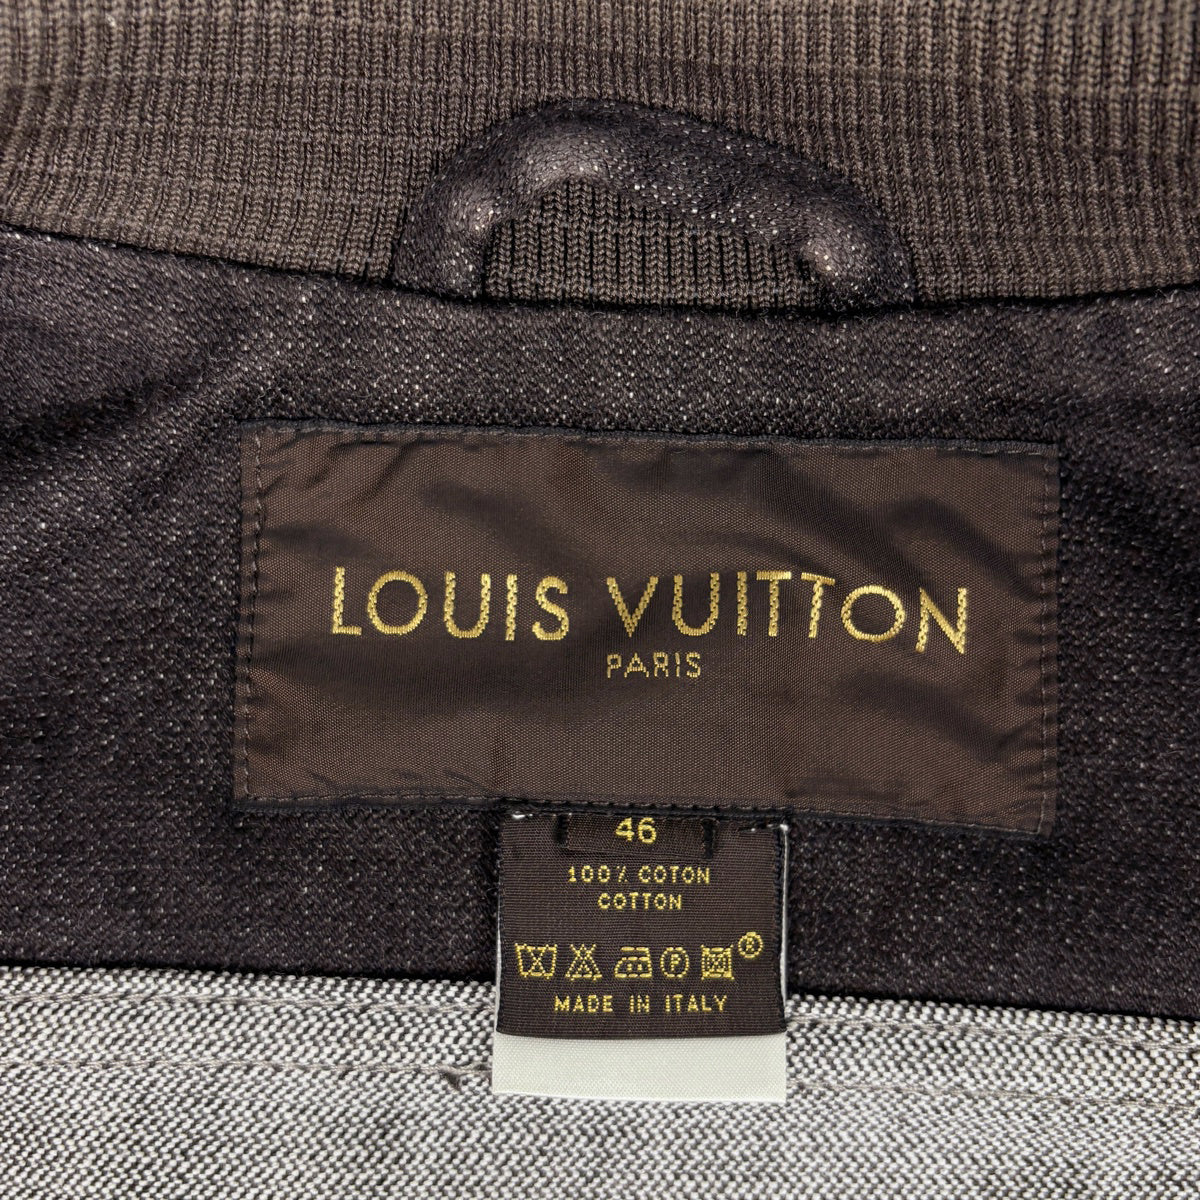 LOUIS VUITTON
PARIS
46
100% COTON
COTTON
®
MADE IN ITALY